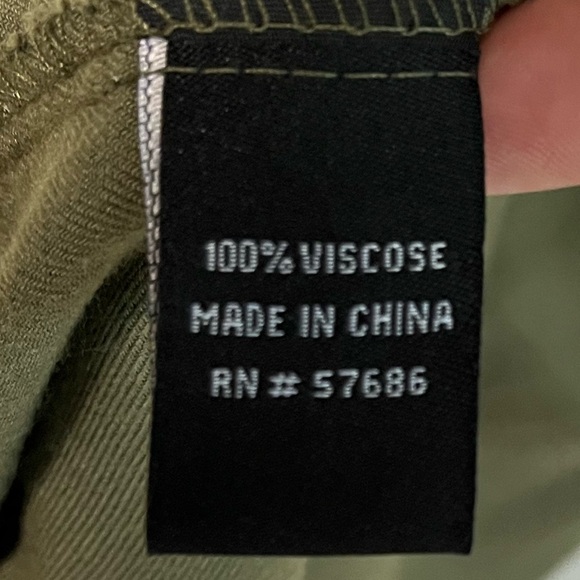 100% VISCOSE
MADE IN CHINA
RN # 57686